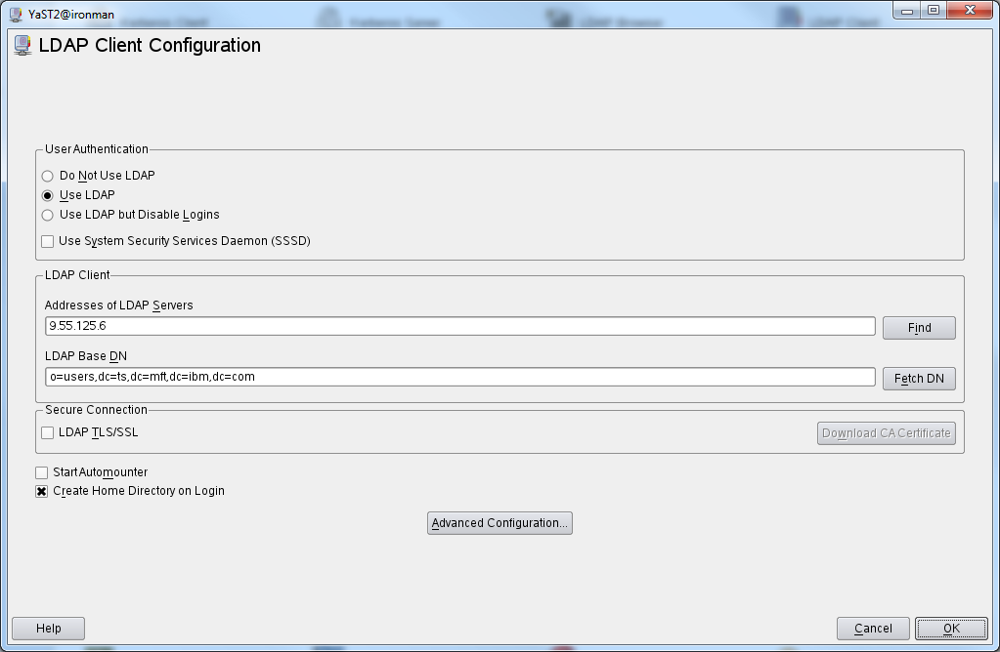 YaST2@ironman
LDAP Client Configuration
User Authentication
Do Not Use LDAP
Use LDAP
Use LDAP but Disable Logins
Use System Security Services Daemon (SSSD)
LDAP Client
Addresses of LDAP Servers
9.55.125.6
Find
LDAP Base DN
o=users,dc=ts,dc=mft,dc=ibm,dc=com
Fetch DN
Secure Connection
LDAP TLS/SSL
Download CA Certificate
Start Automounter
Create Home Directory on Login
Advanced Configuration...
Help
Cancel
OK